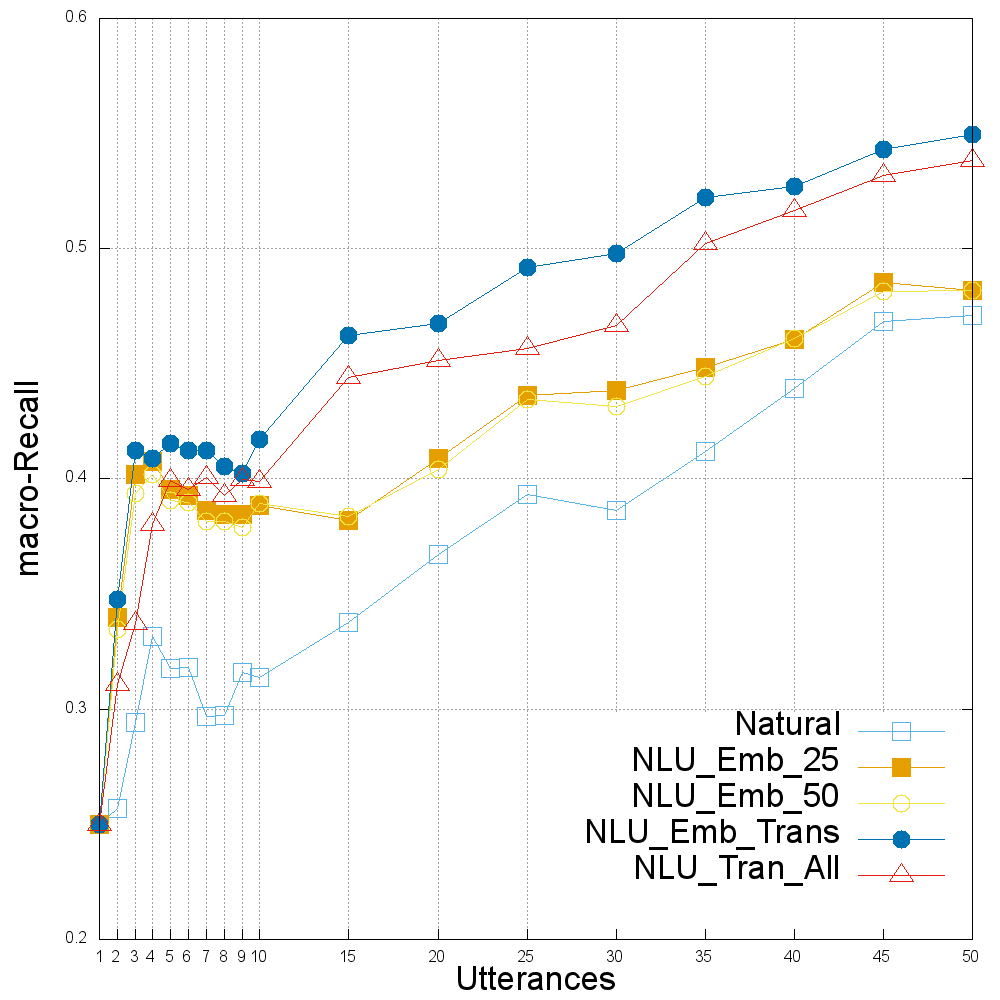 0.6
0.5
0.4
0.3
0.2
macro-Recall
Natural
NLU_Emb_25
NLU_Emb_50
NLU_Emb_Trans
NLU_Tran_All
1 2 3 4 5 6 7 8 9 10 15 20 25 30 35 40 45 50
Utterances